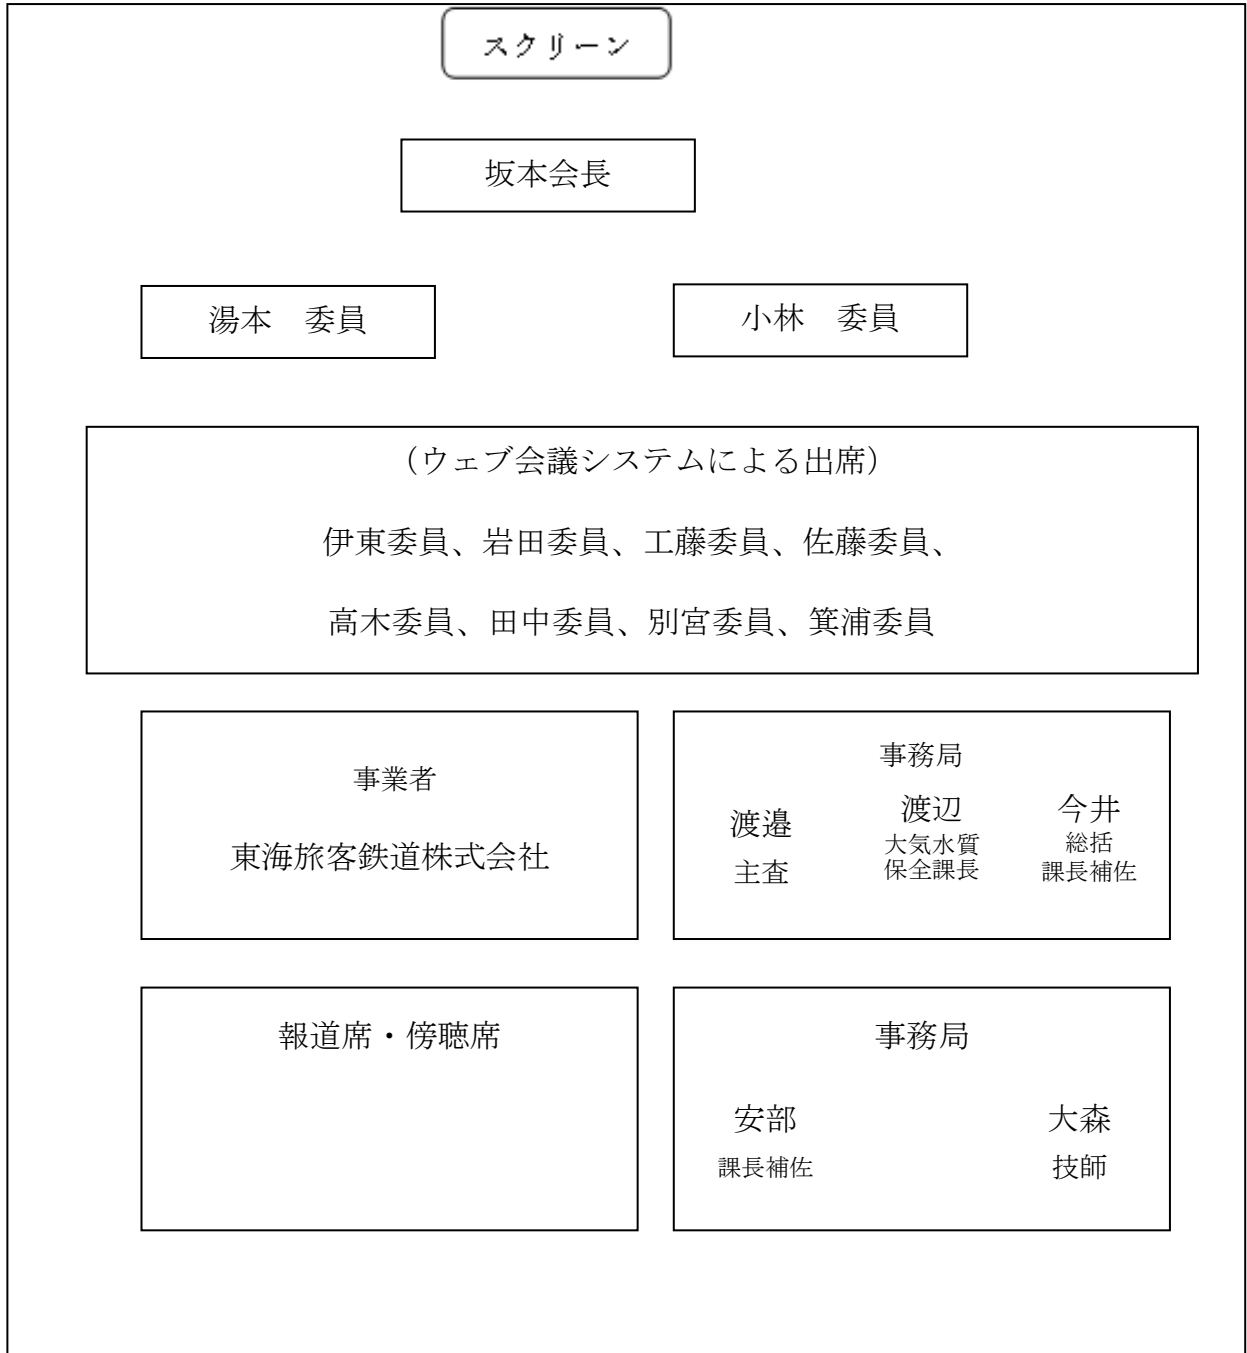 スクリーン
坂本会長
湯本　委員
小林　委員
（ウェブ会議システムによる出席）
伊東委員、岩田委員、工藤委員、佐藤委員、
高木委員、田中委員、別宮委員、箕浦委員
事業者
東海旅客鉄道株式会社
事務局
渡邉
主査
渡辺
大気水質
保全課長
今井
総括
課長補佐
報道席・傍聴席
事務局
安部
課長補佐
大森
技師